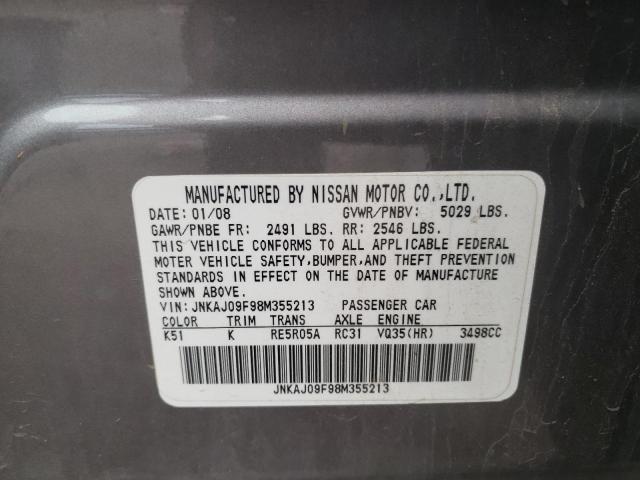 MANUFACTURED BY NISSAN MOTOR CO.,LTD.
DATE: 01/08 GVWR/PNBV: 5029 LBS.
GAWR/PNBE FR: 2491 LBS. RR: 2546 LBS.
THIS VEHICLE CONFORMS TO ALL APPLICABLE FEDERAL
MOTOR VEHICLE SAFETY,BUMPER,AND THEFT PREVENTION
STANDARDS IN EFFECT ON THE DATE OF MANUFACTURE
SHOWN ABOVE.
VIN: JNKAJ09F98M355213 PASSENGER CAR
COLOR TRIM TRANS AXLE ENGINE
K51 K RE5R05A RC31 VQ35(HR) 3498CC
JNKAJ09F98M355213